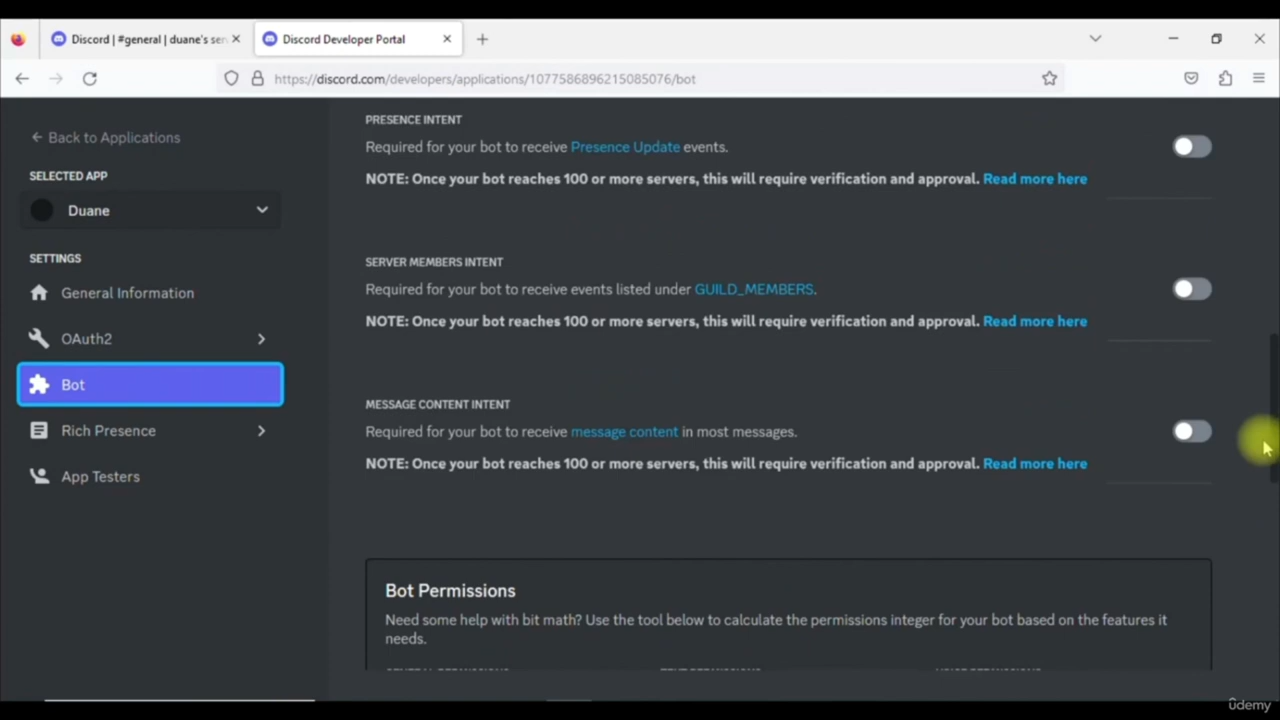 Discord | #general | duane's ser
Discord Developer Portal
https://discord.com/developers/applications/1077586896215085076/bot
Back to Applications
SELECTED APP
Duane
SETTINGS
General Information
OAuth2
Bot
Rich Presence
App Testers
PRESENCE INTENT
Required for your bot to receive Presence Update events.
NOTE: Once your bot reaches 100 or more servers, this will require verification and approval. Read more here
SERVER MEMBERS INTENT
Required for your bot to receive events listed under GUILD_MEMBERS.
NOTE: Once your bot reaches 100 or more servers, this will require verification and approval. Read more here
MESSAGE CONTENT INTENT
Required for your bot to receive message content in most messages.
NOTE: Once your bot reaches 100 or more servers, this will require verification and approval. Read more here
Bot Permissions
Need some help with bit math? Use the tool below to calculate the permissions integer for your bot based on the features it
needs.
ûdemy